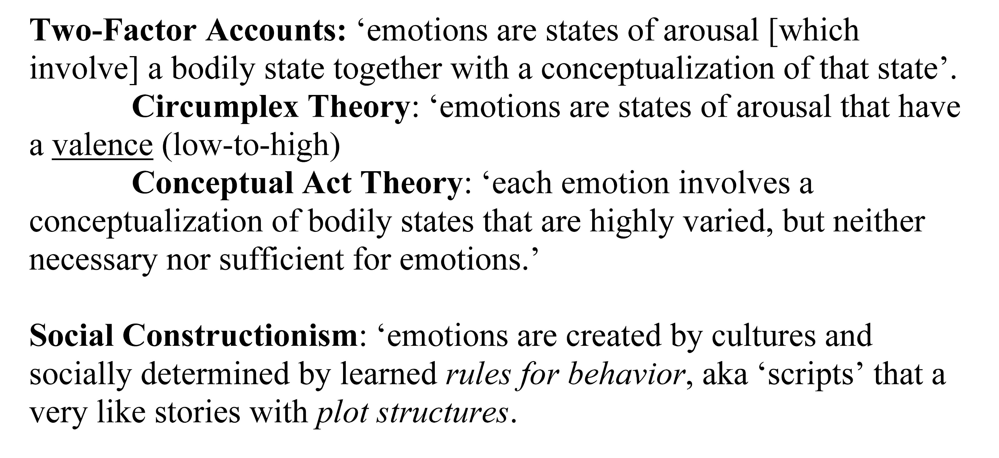 Two-Factor Accounts: ‘emotions are states of arousal [which
involve] a bodily state together with a conceptualization of that state’.
Circumplex Theory: ‘emotions are states of arousal that have
a valence (low-to-high)
Conceptual Act Theory: ‘each emotion involves a
conceptualization of bodily states that are highly varied, but neither
necessary nor sufficient for emotions.’
Social Constructionism: ‘emotions are created by cultures and
socially determined by learned rules for behavior, aka ‘scripts’ that a
very like stories with plot structures.